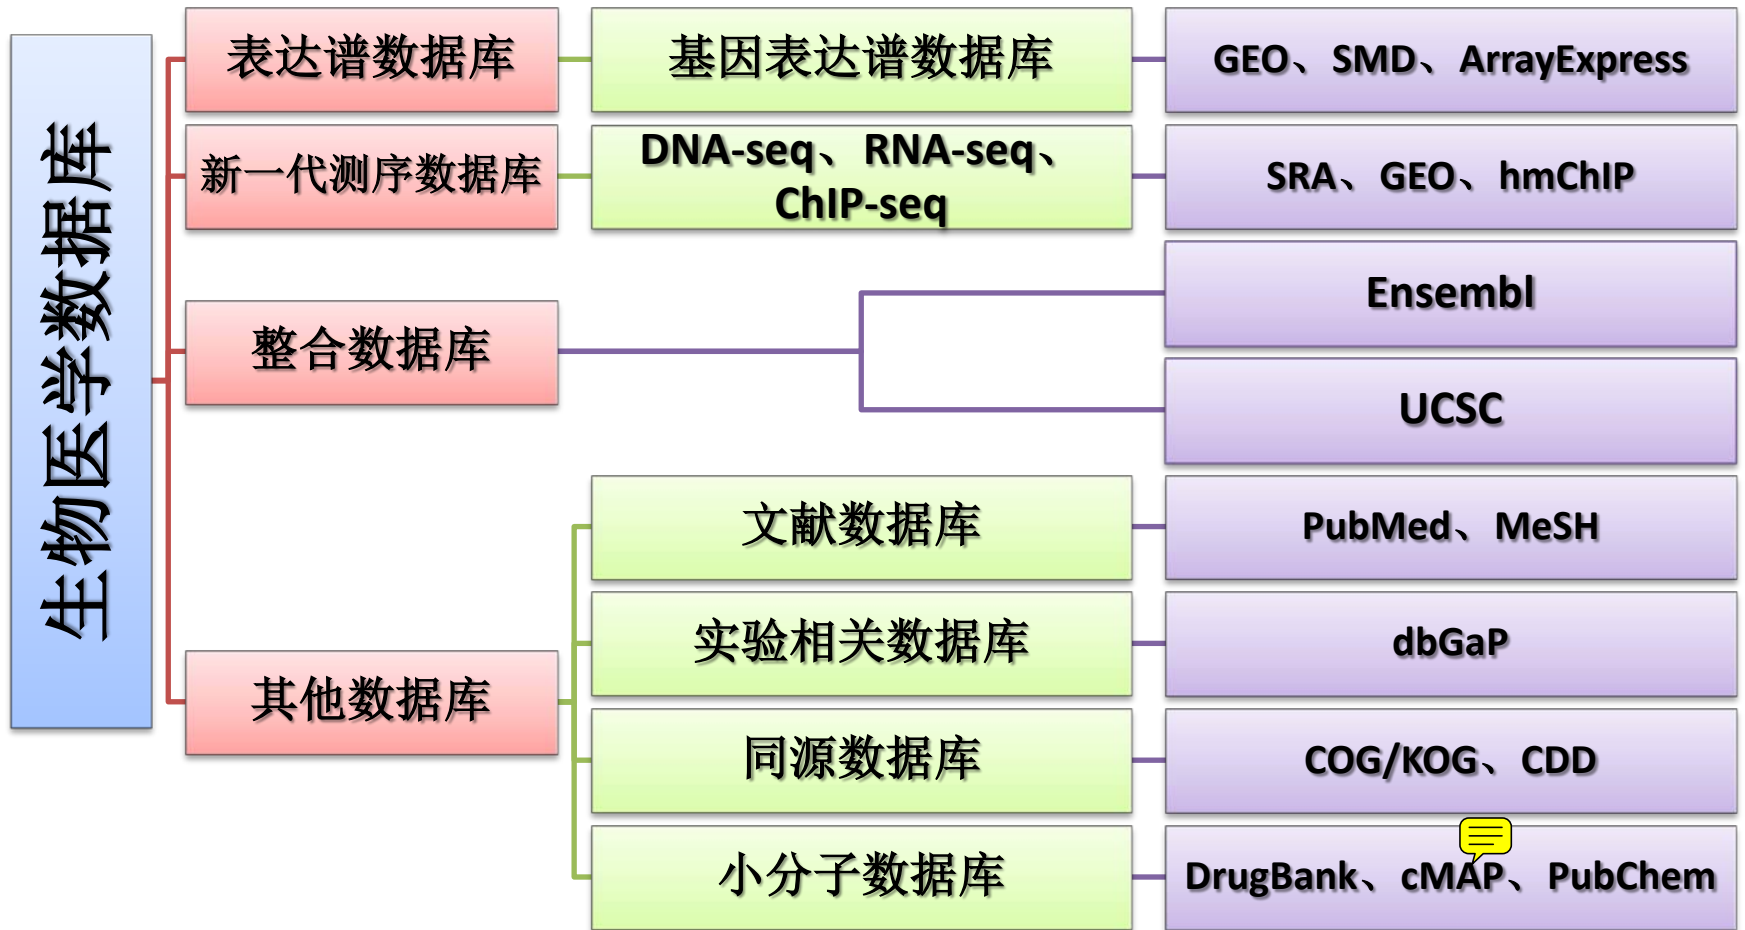 生物医学数据库
表达谱数据库
基因表达谱数据库
GEO、SMD、ArrayExpress
新一代测序数据库
DNA-seq、RNA-seq、
ChIP-seq
SRA、GEO、hmChIP
整合数据库
Ensembl
UCSC
其他数据库
文献数据库
PubMed、MeSH
实验相关数据库
dbGaP
同源数据库
COG/KOG、CDD
小分子数据库
DrugBank、cMAP、PubChem